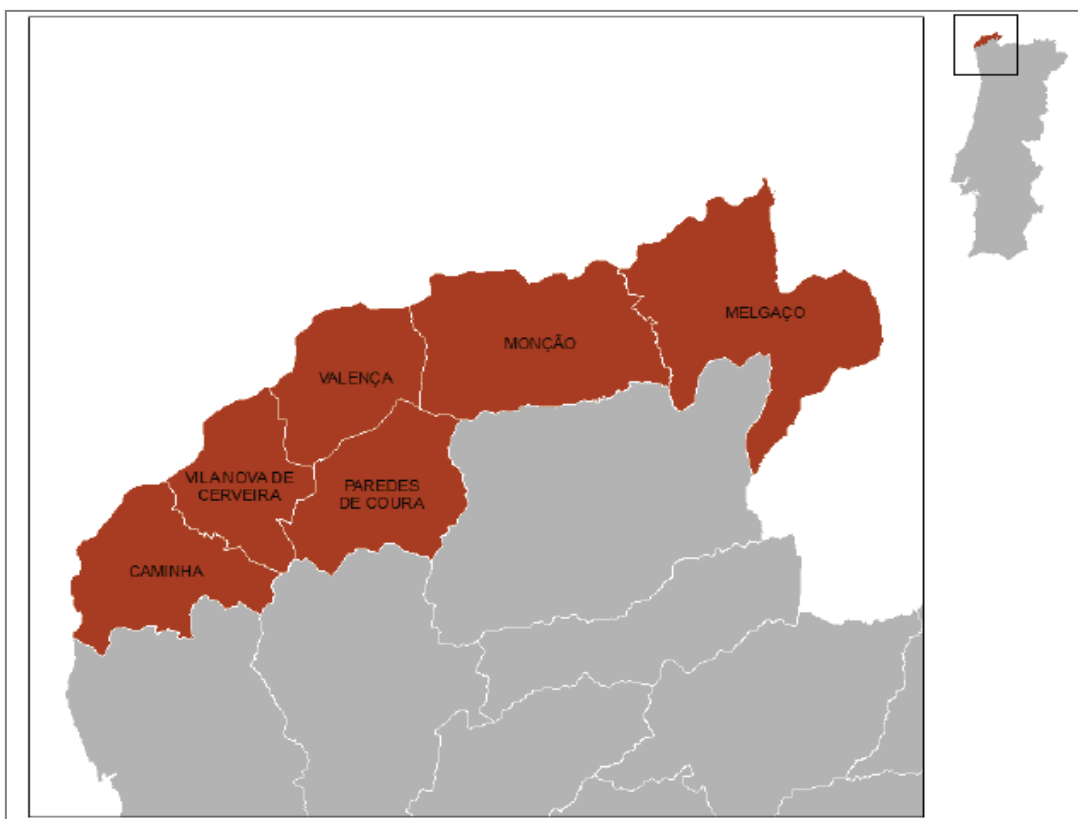 MELGAÇO
MONÇÃO
VALENÇA
VILA NOVA DE
CERVEIRA
PAREDES
DE COURA
CAMINHA